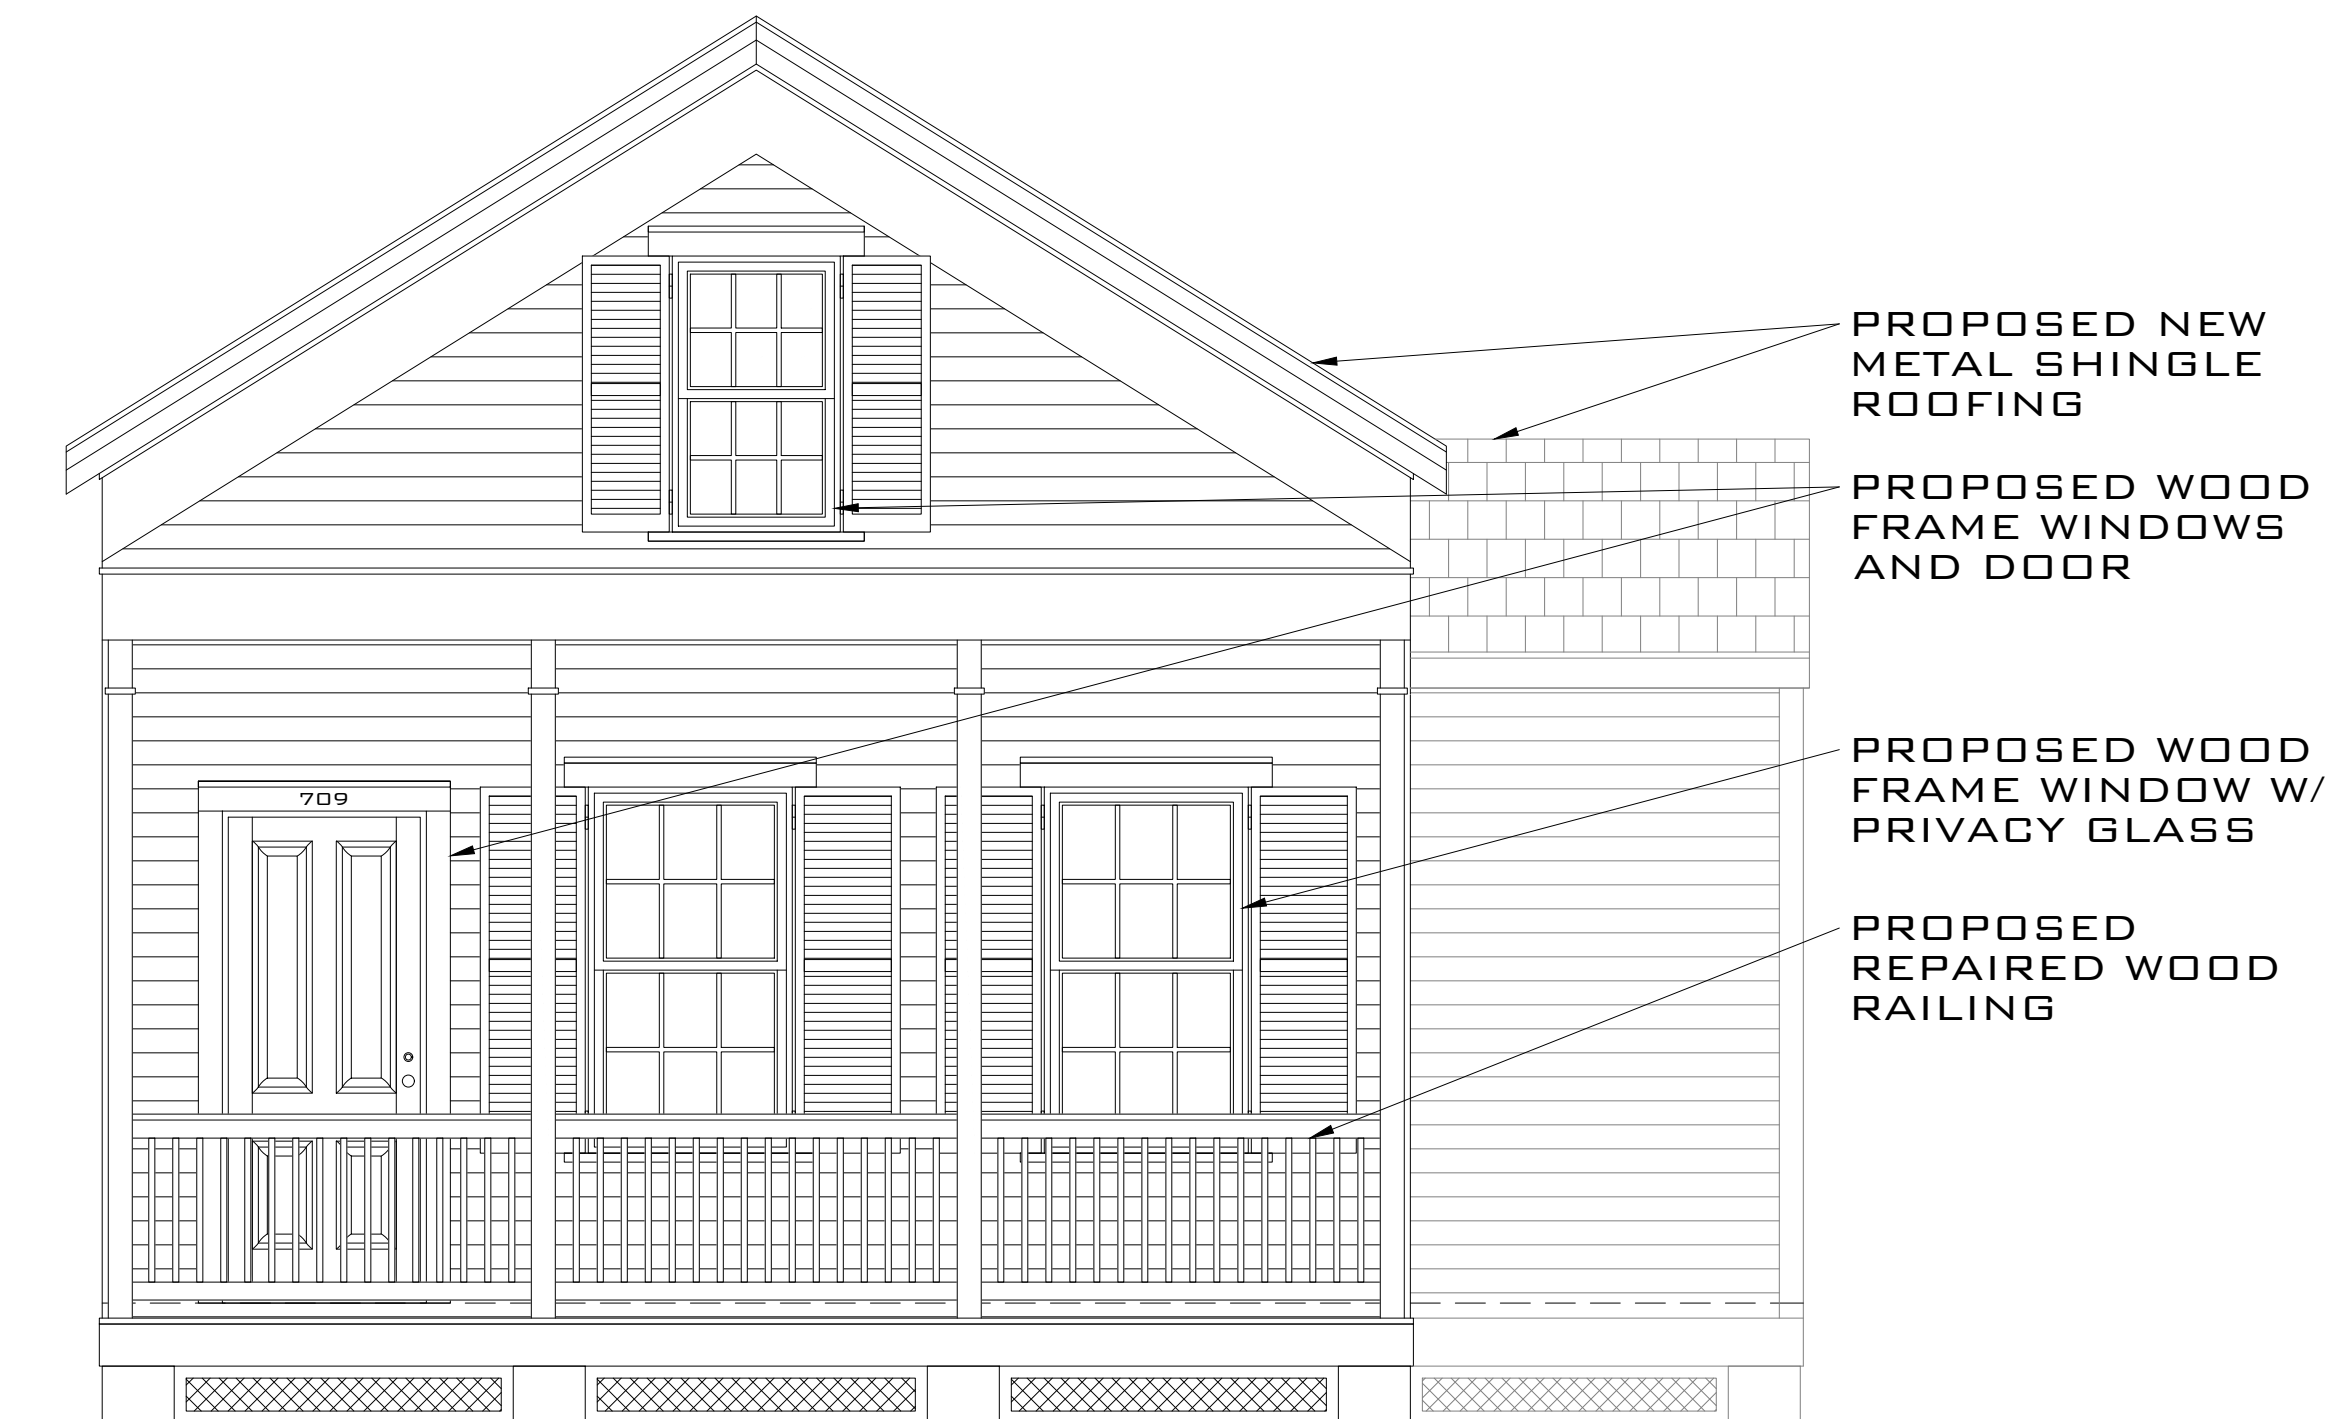 PROPOSED NEW
METAL SHINGLE
ROOFING
PROPOSED WOOD
FRAME WINDOWS
AND DOOR
PROPOSED WOOD
FRAME WINDOW W/
PRIVACY GLASS
709
PROPOSED
REPAIRED WOOD
RAILING